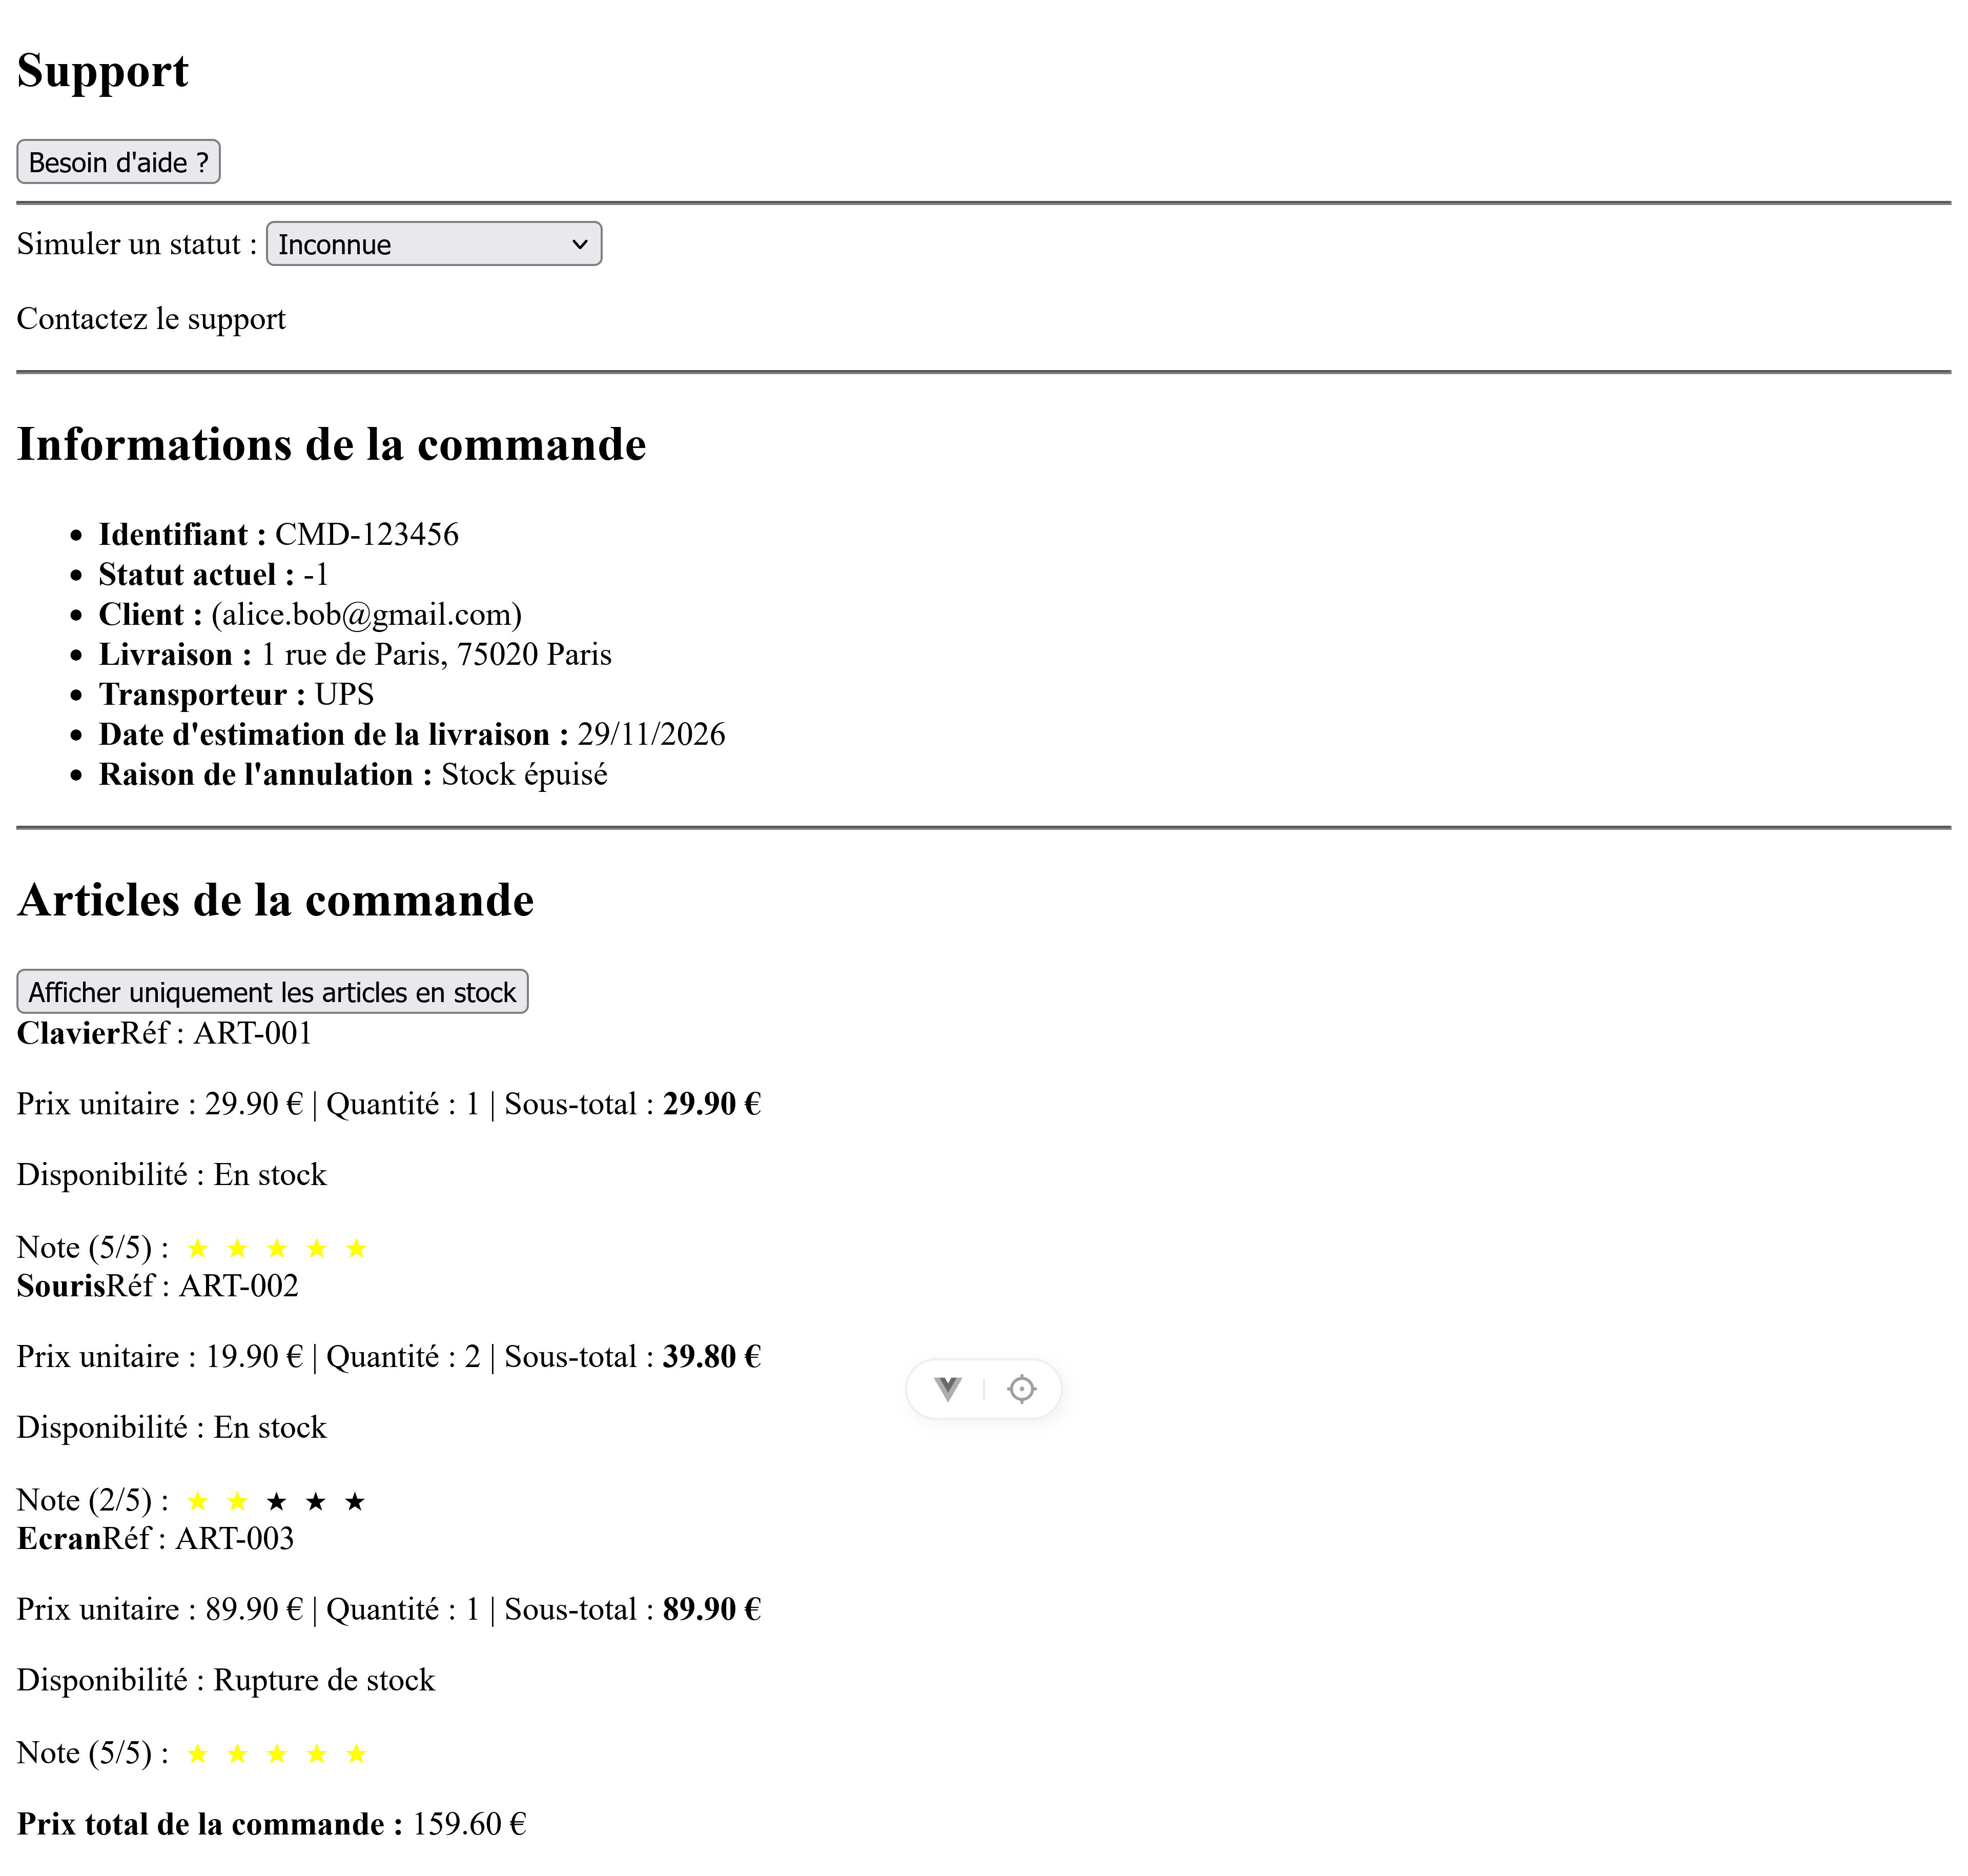 Support
Besoin d'aide ?
Simuler un statut : Inconnue
Contactez le support
Informations de la commande
Identifiant : CMD-123456
Statut actuel : -1
Client : (alice.bob@gmail.com)
Livraison : 1 rue de Paris, 75020 Paris
Transporteur : UPS
Date d'estimation de la livraison : 29/11/2026
Raison de l'annulation : Stock épuisé
Articles de la commande
Afficher uniquement les articles en stock
ClavierRéf : ART-001
Prix unitaire : 29.90 € | Quantité : 1 | Sous-total : 29.90 €
Disponibilité : En stock
Note (5/5) : ★ ★ ★ ★ ★
SourisRéf : ART-002
Prix unitaire : 19.90 € | Quantité : 2 | Sous-total : 39.80 €
Disponibilité : En stock
Note (2/5) : ★ ★ ★ ★ ★
EcranRéf : ART-003
Prix unitaire : 89.90 € | Quantité : 1 | Sous-total : 89.90 €
Disponibilité : Rupture de stock
Note (5/5) : ★ ★ ★ ★ ★
Prix total de la commande : 159.60 €